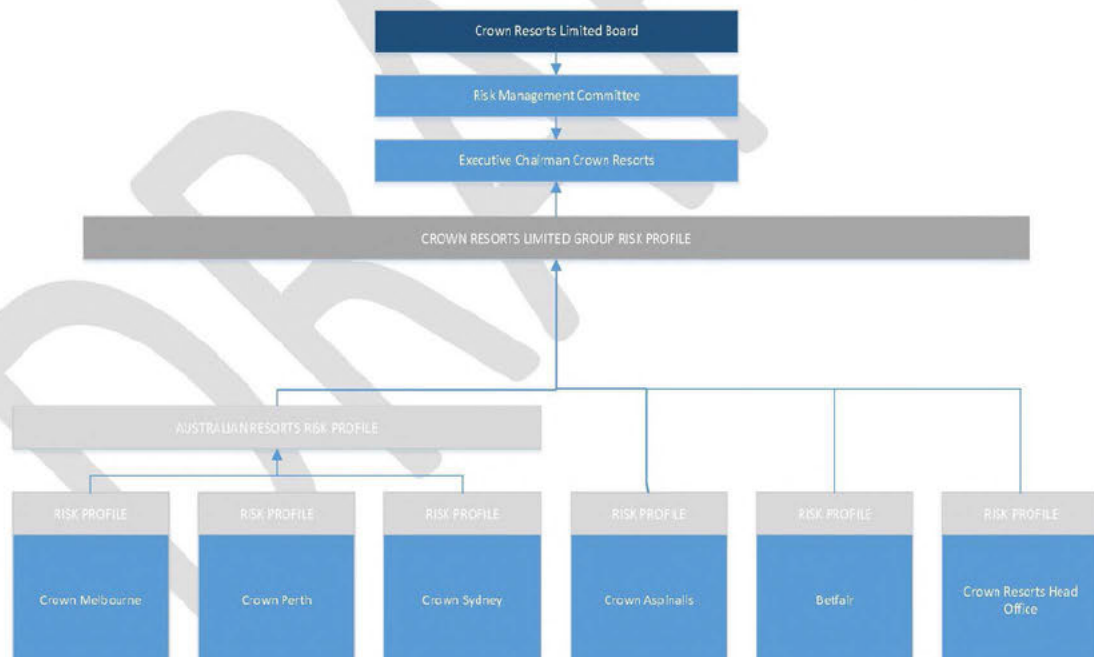 Crown Resorts Limited Board
Risk Management Committee
Executive Chairman Crown Resorts
CROWN RESORTS LIMITED GROUP RISK PROFILE
AUSTRALIAN RESORTS RISK PROFILE
RISK PROFILE
RISK PROFILE
RISK PROFILE
RISK PROFILE
RISK PROFILE
RISK PROFILE
Crown Melbourne
Crown Perth
Crown Sydney
Crown Aspinalls
Betfair
Crown Resorts Head
Office